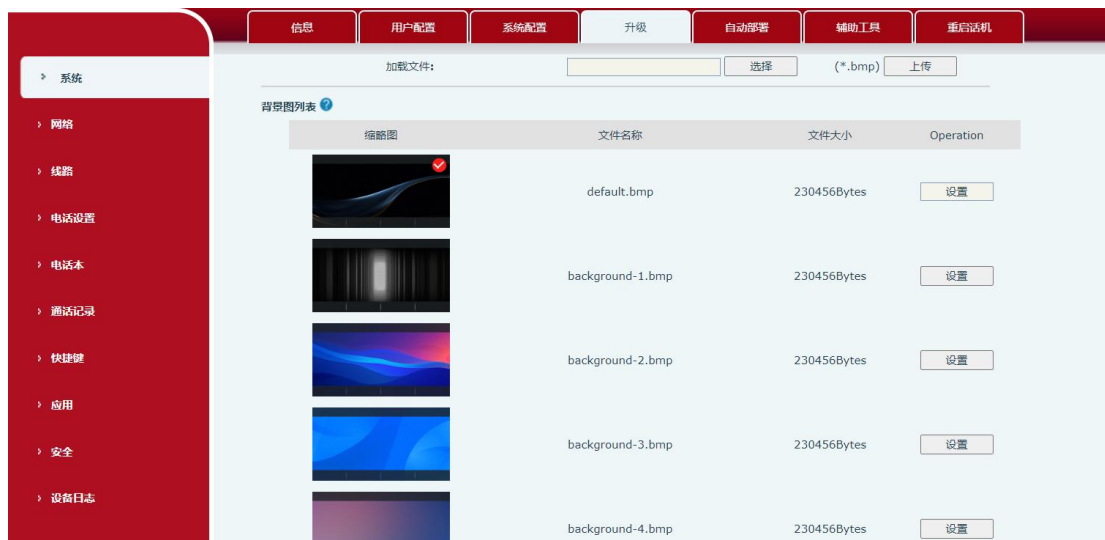 信息 用户配置 系统配置 升级 自动部署 辅助工具 重启话机
系统
网络
线路
电话设置
电话本
通话记录
快捷键
应用
安全
设备日志
加载文件: 选择 (*.bmp) 上传
背景图列表 ?
缩略图 文件名称 文件大小 Operation
default.bmp 230456Bytes 设置
background-1.bmp 230456Bytes 设置
background-2.bmp 230456Bytes 设置
background-3.bmp 230456Bytes 设置
background-4.bmp 230456Bytes 设置